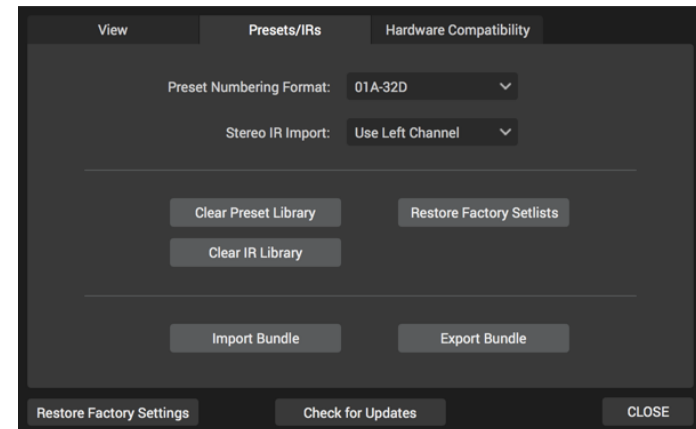 View Presets/IRs Hardware Compatibility
Preset Numbering Format: 01A-32D
Stereo IR Import: Use Left Channel
Clear Preset Library Restore Factory Setlists
Clear IR Library
Import Bundle Export Bundle
Restore Factory Settings Check for Updates CLOSE